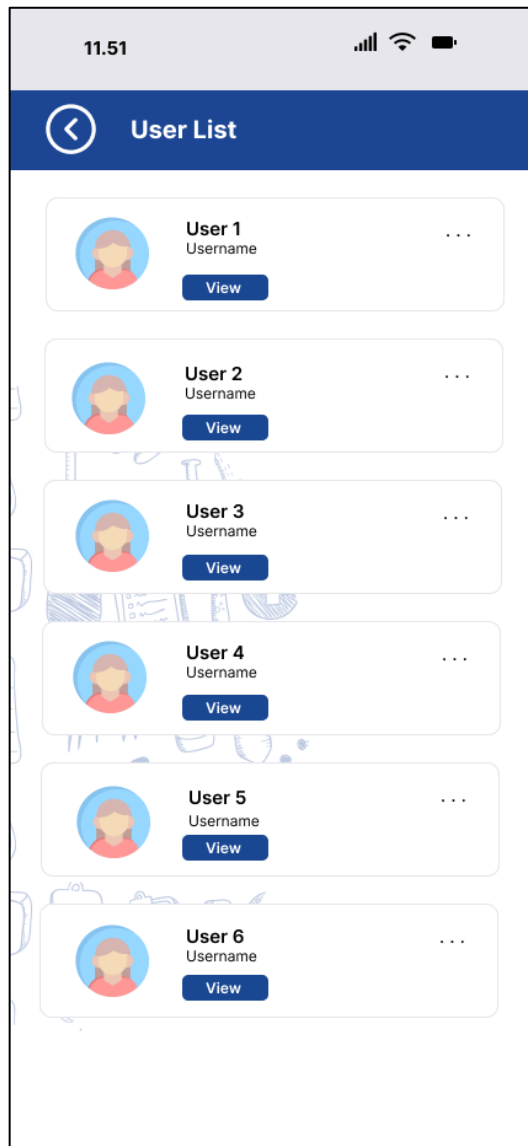 11.51
User List
User 1
. . .
Username
View
User 2
. . .
Username
View
User 3
. . .
Username
View
User 4
. . .
Username
View
User 5
. . .
Username
View
User 6
. . .
Username
View